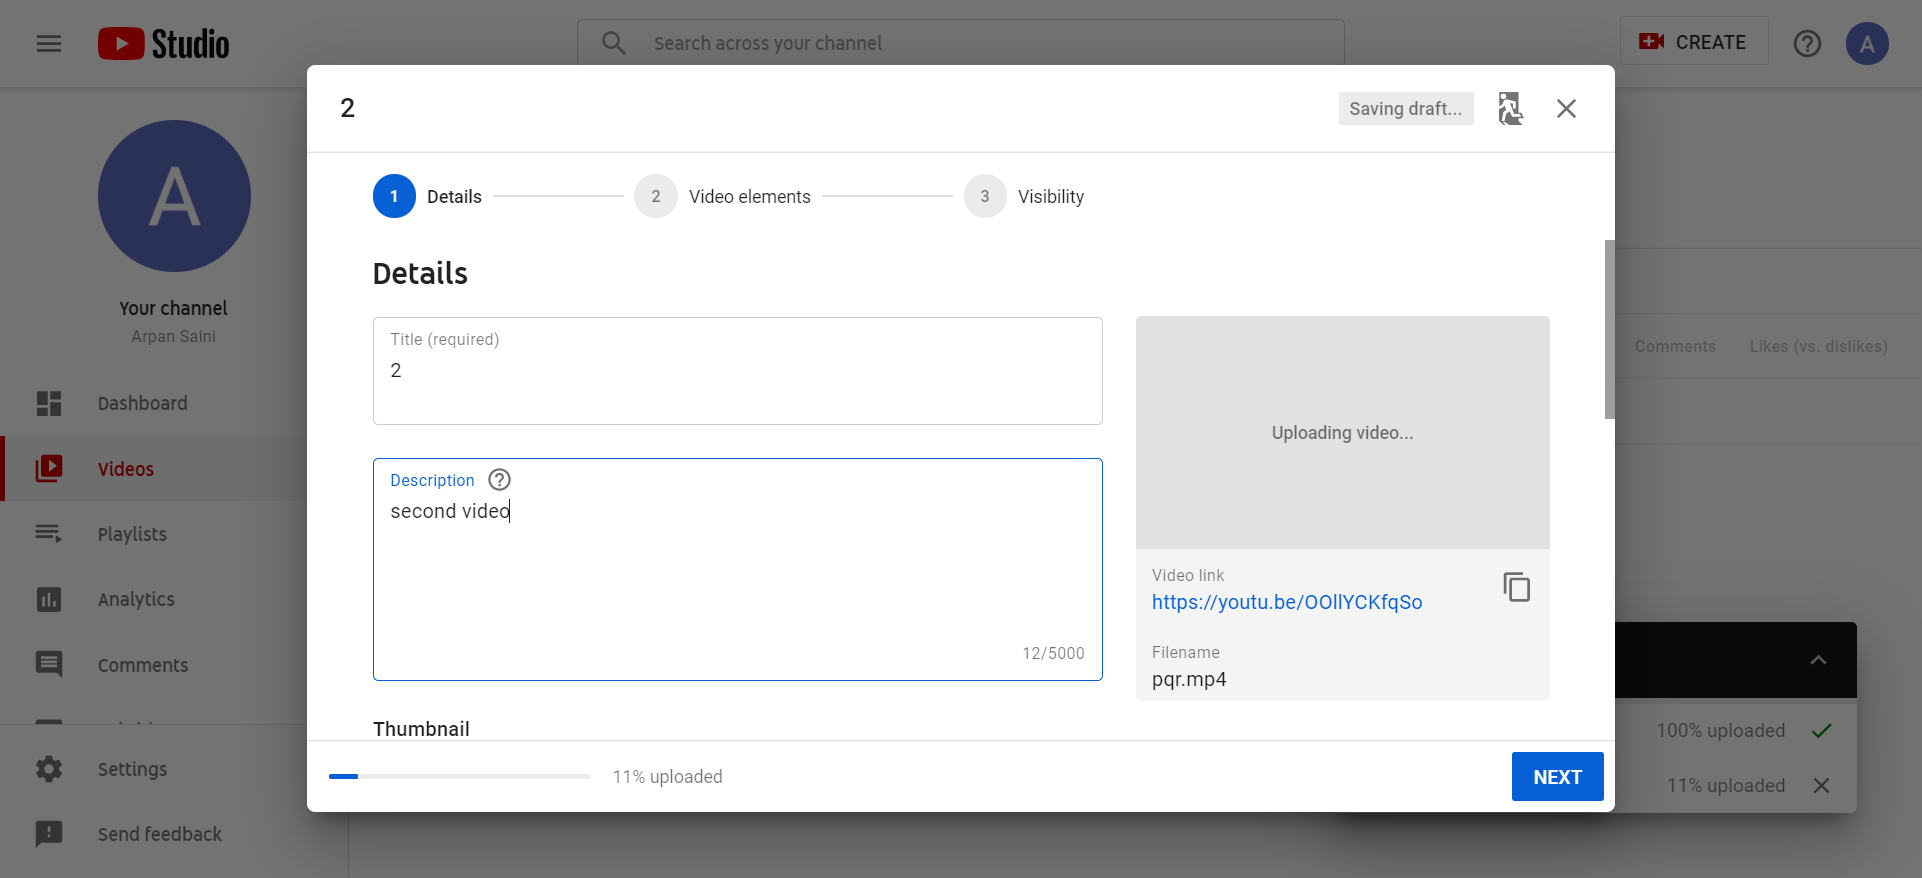 Studio
Search across your channel
CREATE
A
2
Saving draft...
A
Your channel
Arpan Saini
Dashboard
Videos
Playlists
Analytics
Comments
Settings
Send feedback
1 Details
2 Video elements
3 Visibility
Details
Title (required)
2
Description
second video
12/5000
Thumbnail
Uploading video...
Video link
https://youtu.be/OOllYCKfqSo
Filename
pqr.mp4
11% uploaded
NEXT
Comments Likes (vs. dislikes)
100% uploaded
11% uploaded